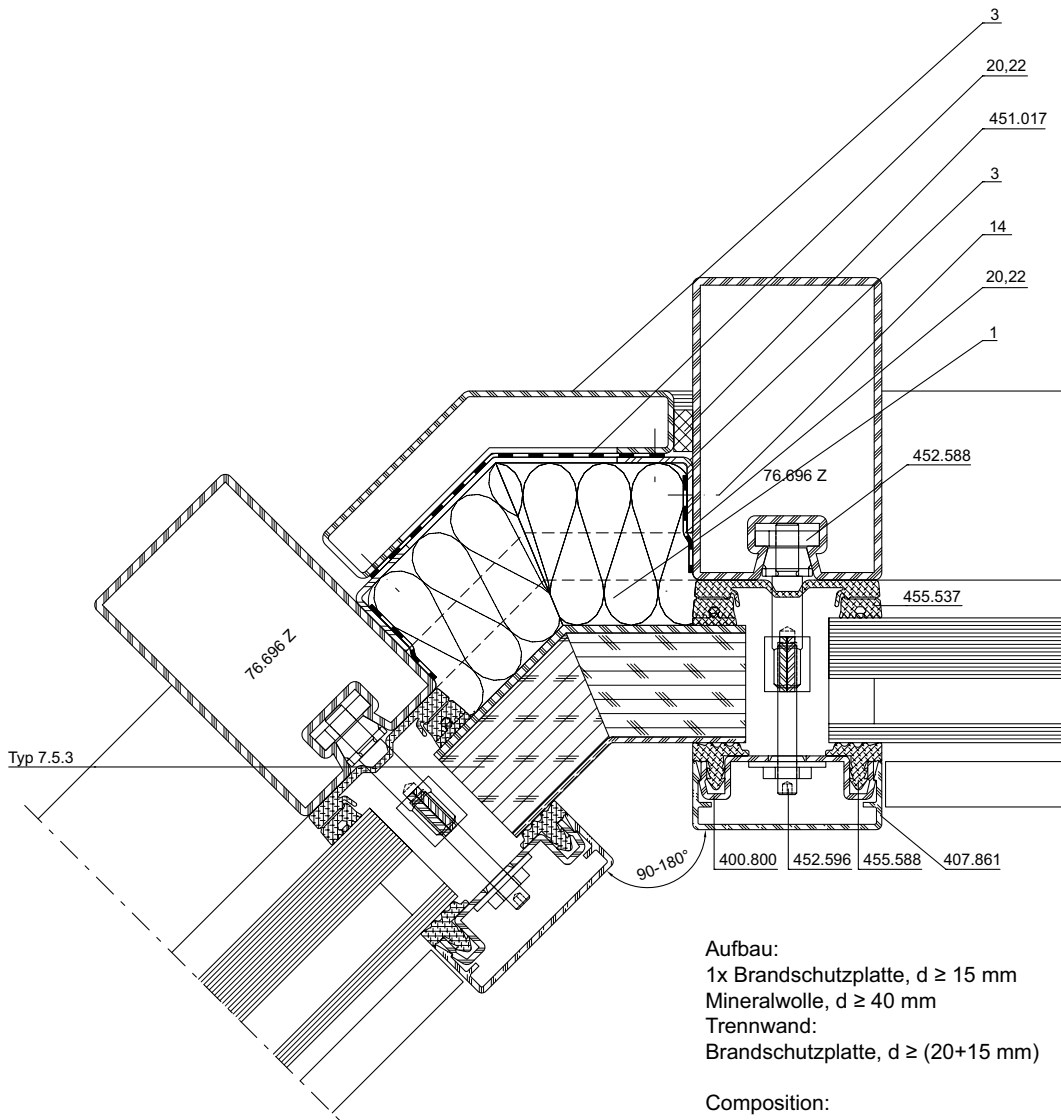 3
20,22
451.017
3
14
20,22
1
452.588
76.696 Z
455.537
76.696 Z
Typ 7.5.3
90-180°
400.800
452.596
455.588
407.861
Aufbau:
1x Brandschutzplatte, d ≥ 15 mm
Mineralwolle, d ≥ 40 mm
Trennwand:
Brandschutzplatte, d ≥ (20+15 mm)
Composition: